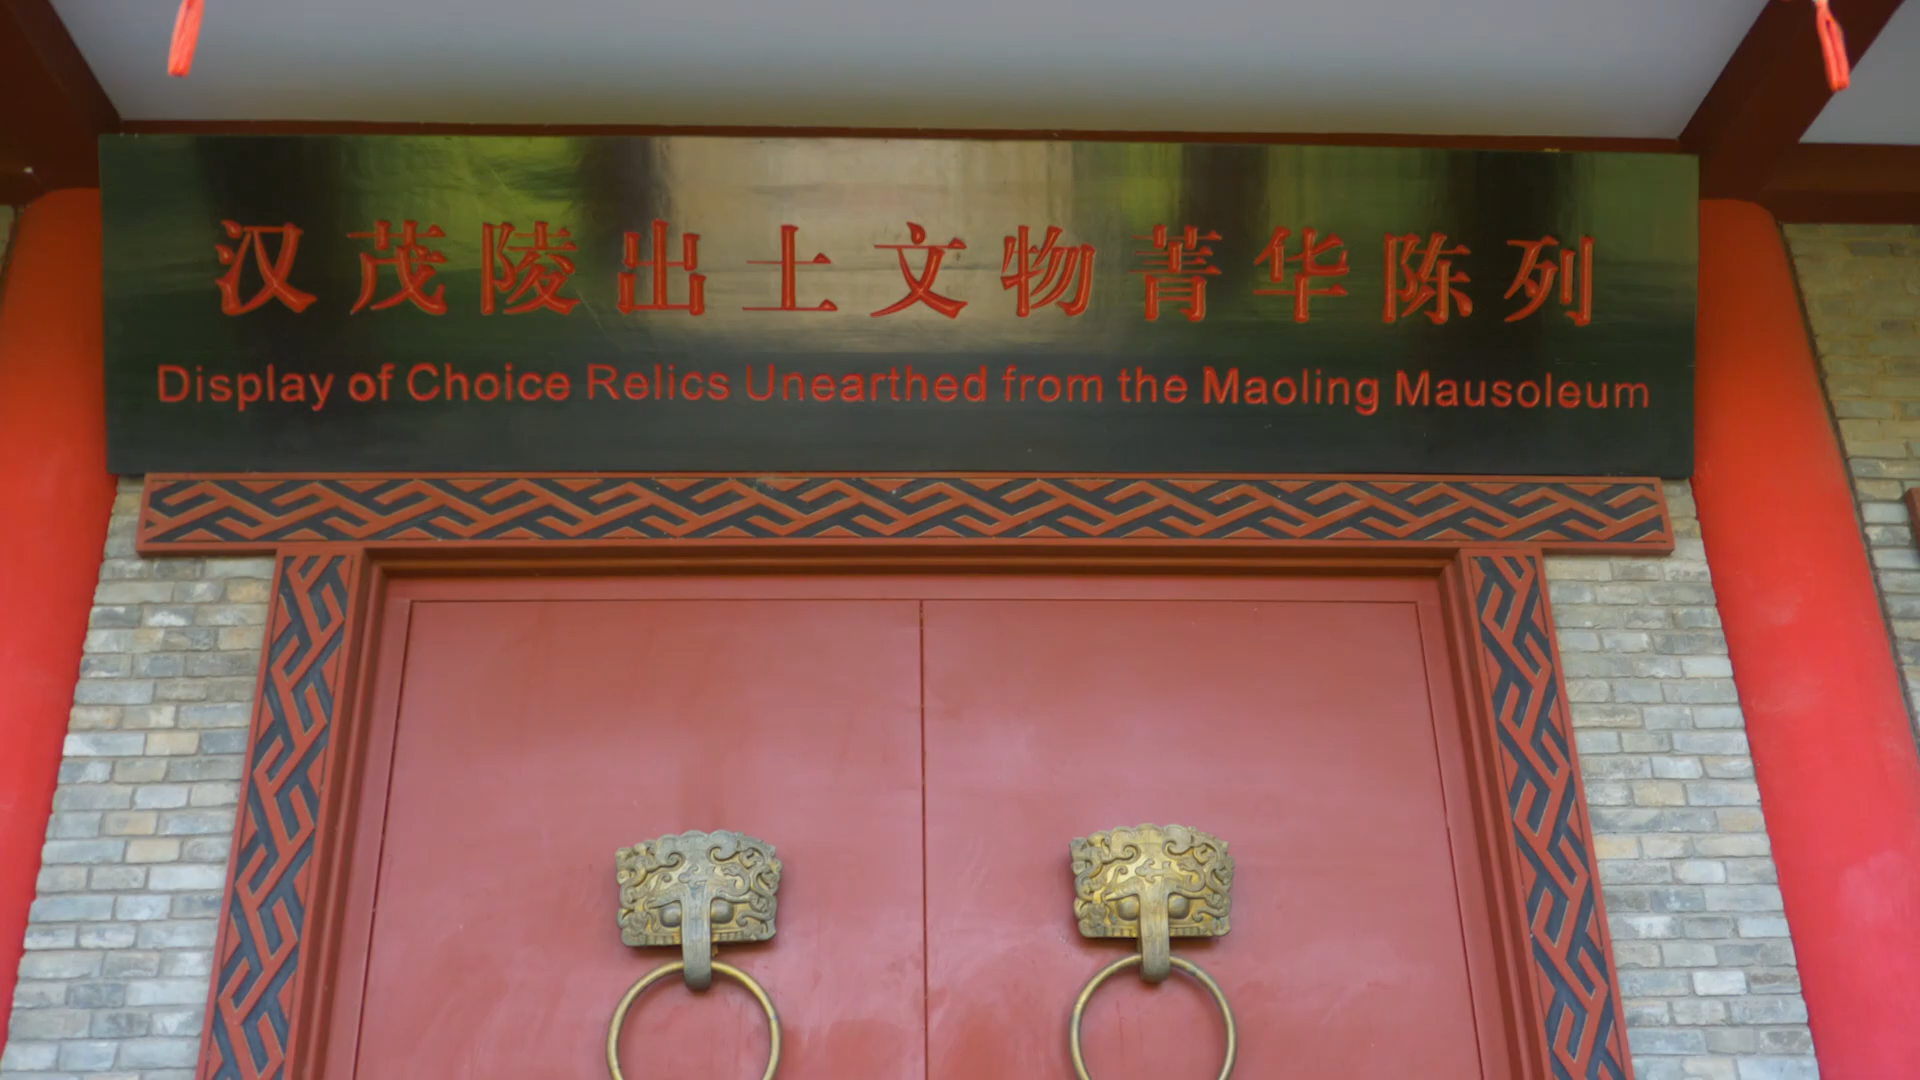 汉茂陵出土文物菁华陈列
Display of Choice Relics Unearthed from the Maoling Mausoleum